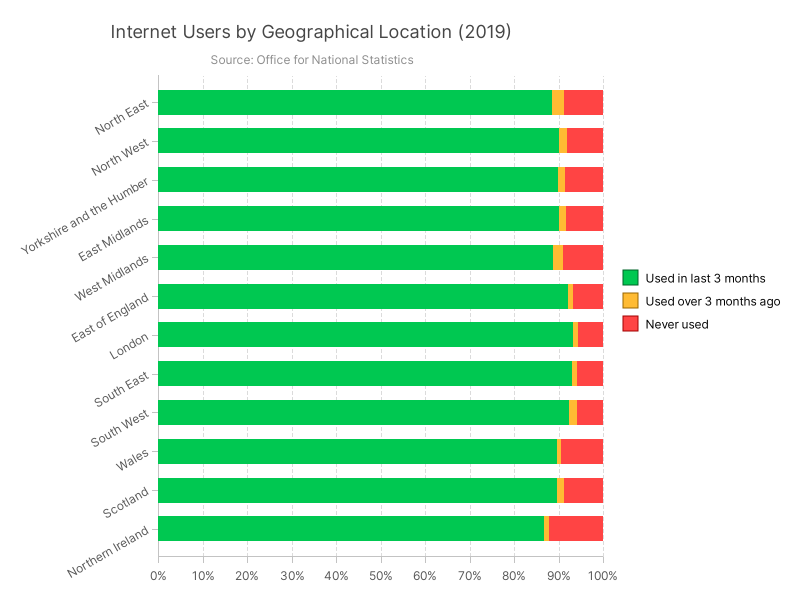 Internet Users by Geographical Location (2019)
Source: Office for National Statistics
North East
North West
Yorkshire and the Humber
East Midlands
West Midlands
East of England
London
South East
South West
Wales
Scotland
Northern Ireland
0% 10% 20% 30% 40% 50% 60% 70% 80% 90% 100%
Used in last 3 months
Used over 3 months ago
Never used